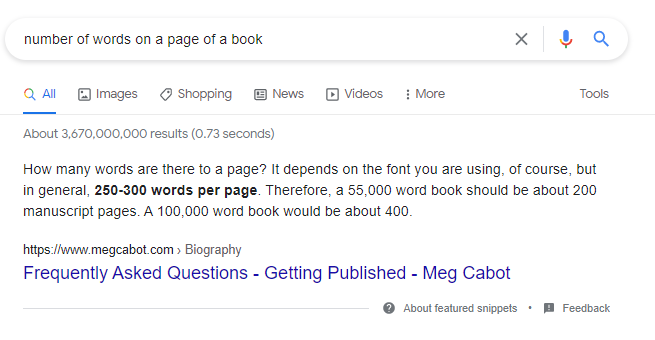 number of words on a page of a book
All Images Shopping News Videos More Tools
About 3,670,000,000 results (0.73 seconds)
How many words are there to a page? It depends on the font you are using, of course, but
in general, 250-300 words per page. Therefore, a 55,000 word book should be about 200
manuscript pages. A 100,000 word book would be about 400.
https://www.megcabot.com › Biography
Frequently Asked Questions - Getting Published - Meg Cabot
About featured snippets • Feedback